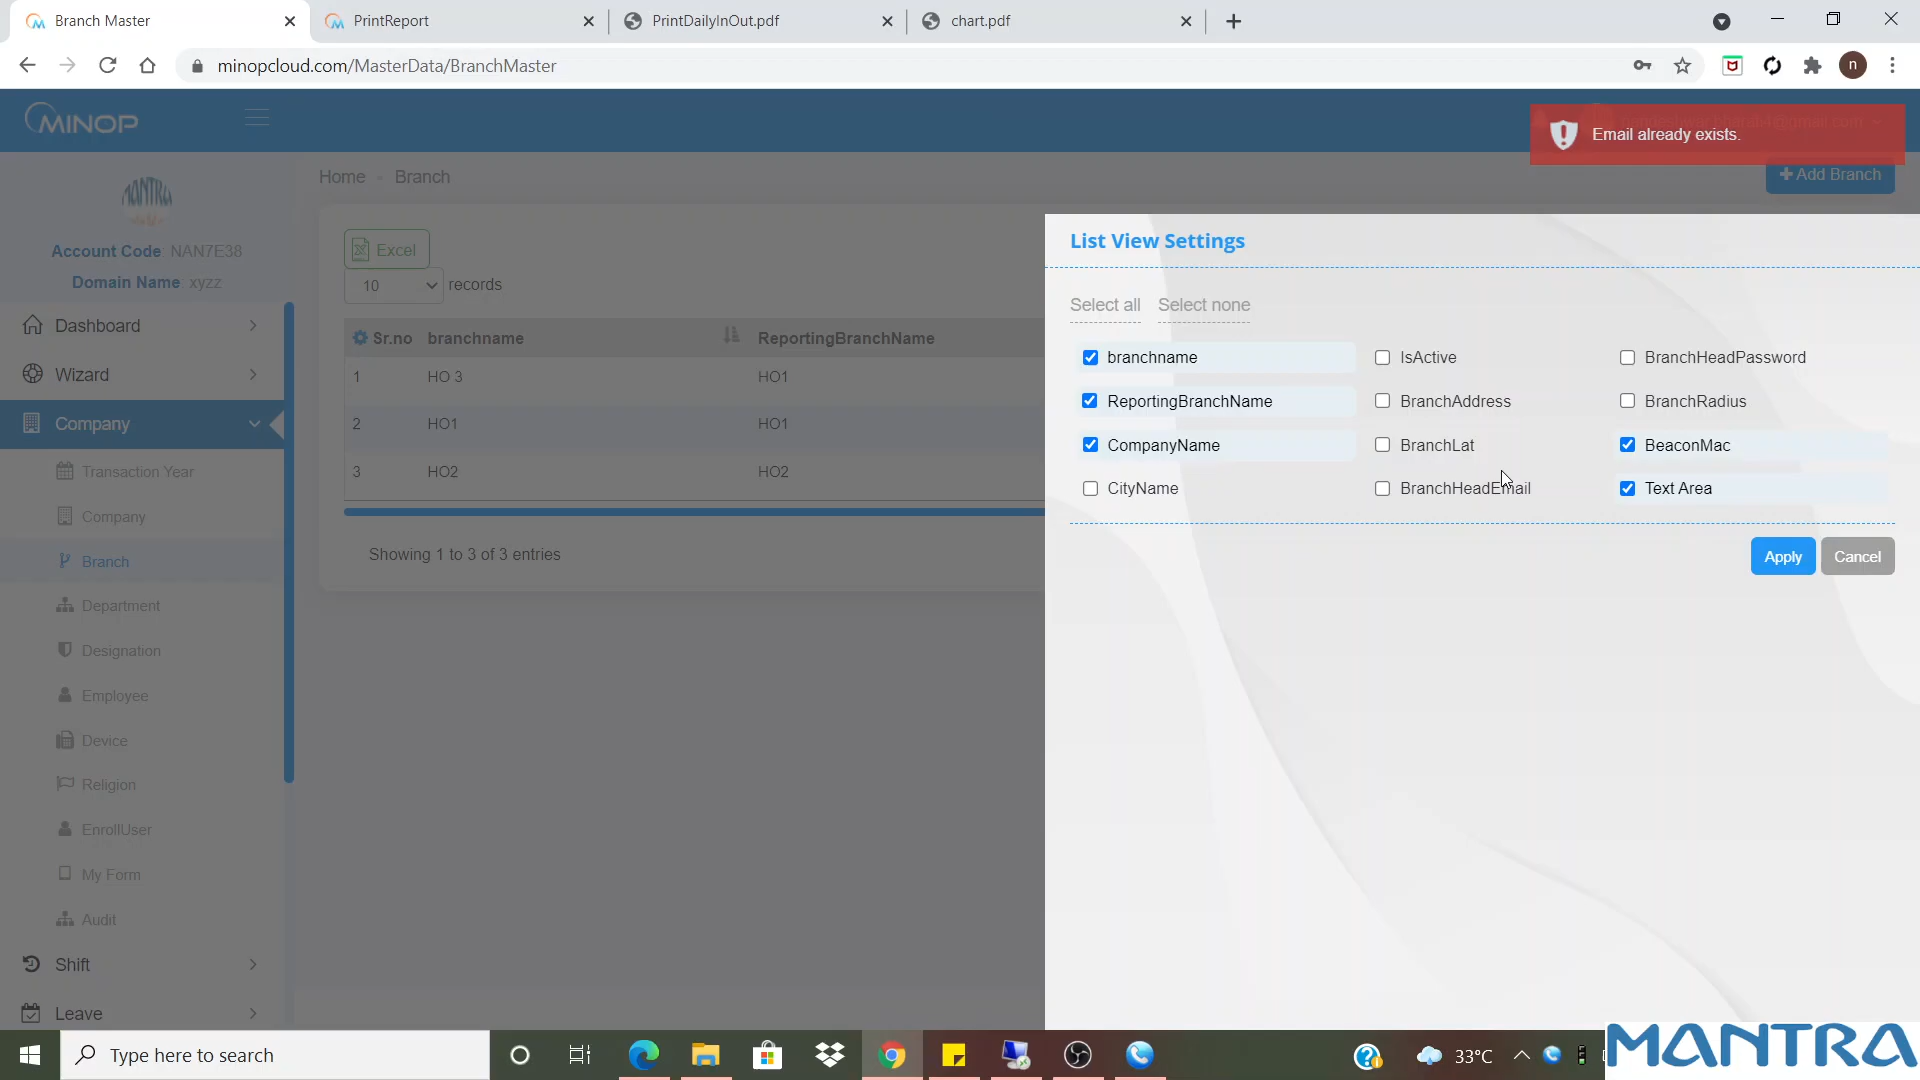 Branch Master
PrintReport
PrintDailyInOut.pdf
chart.pdf
minopcloud.com/MasterData/BranchMaster
n
MINOP
Email already exists.
Home
Branch
+ Add Branch
MANTRA
Account Code: NAN7E38
Domain Name: xyzz
Dashboard
Wizard
Company
Transaction Year
Company
Branch
Department
Designation
Employee
Device
Religion
EnrollUser
My Form
Audit
Shift
Leave
Excel
10 records
Sr.no branchname ReportingBranchName
1 HO 3 HO1
2 HO1 HO1
3 HO2 HO2
Showing 1 to 3 of 3 entries
List View Settings
Select all Select none
branchname IsActive BranchHeadPassword
ReportingBranchName BranchAddress BranchRadius
CompanyName BranchLat BeaconMac
CityName BranchHeadEmail Text Area
Apply Cancel
Type here to search
33°C
MANTRA